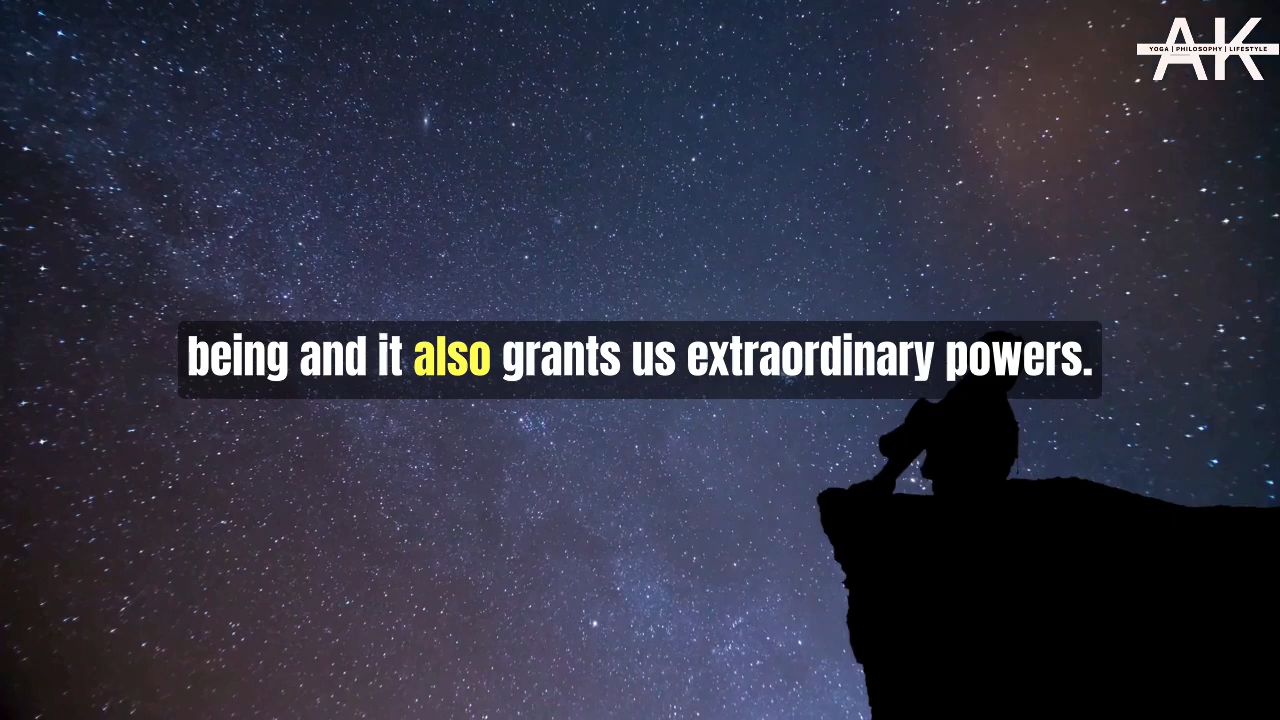 AK
YOGA | PHILOSOPHY | LIFESTYLE
being and it also grants us extraordinary powers.